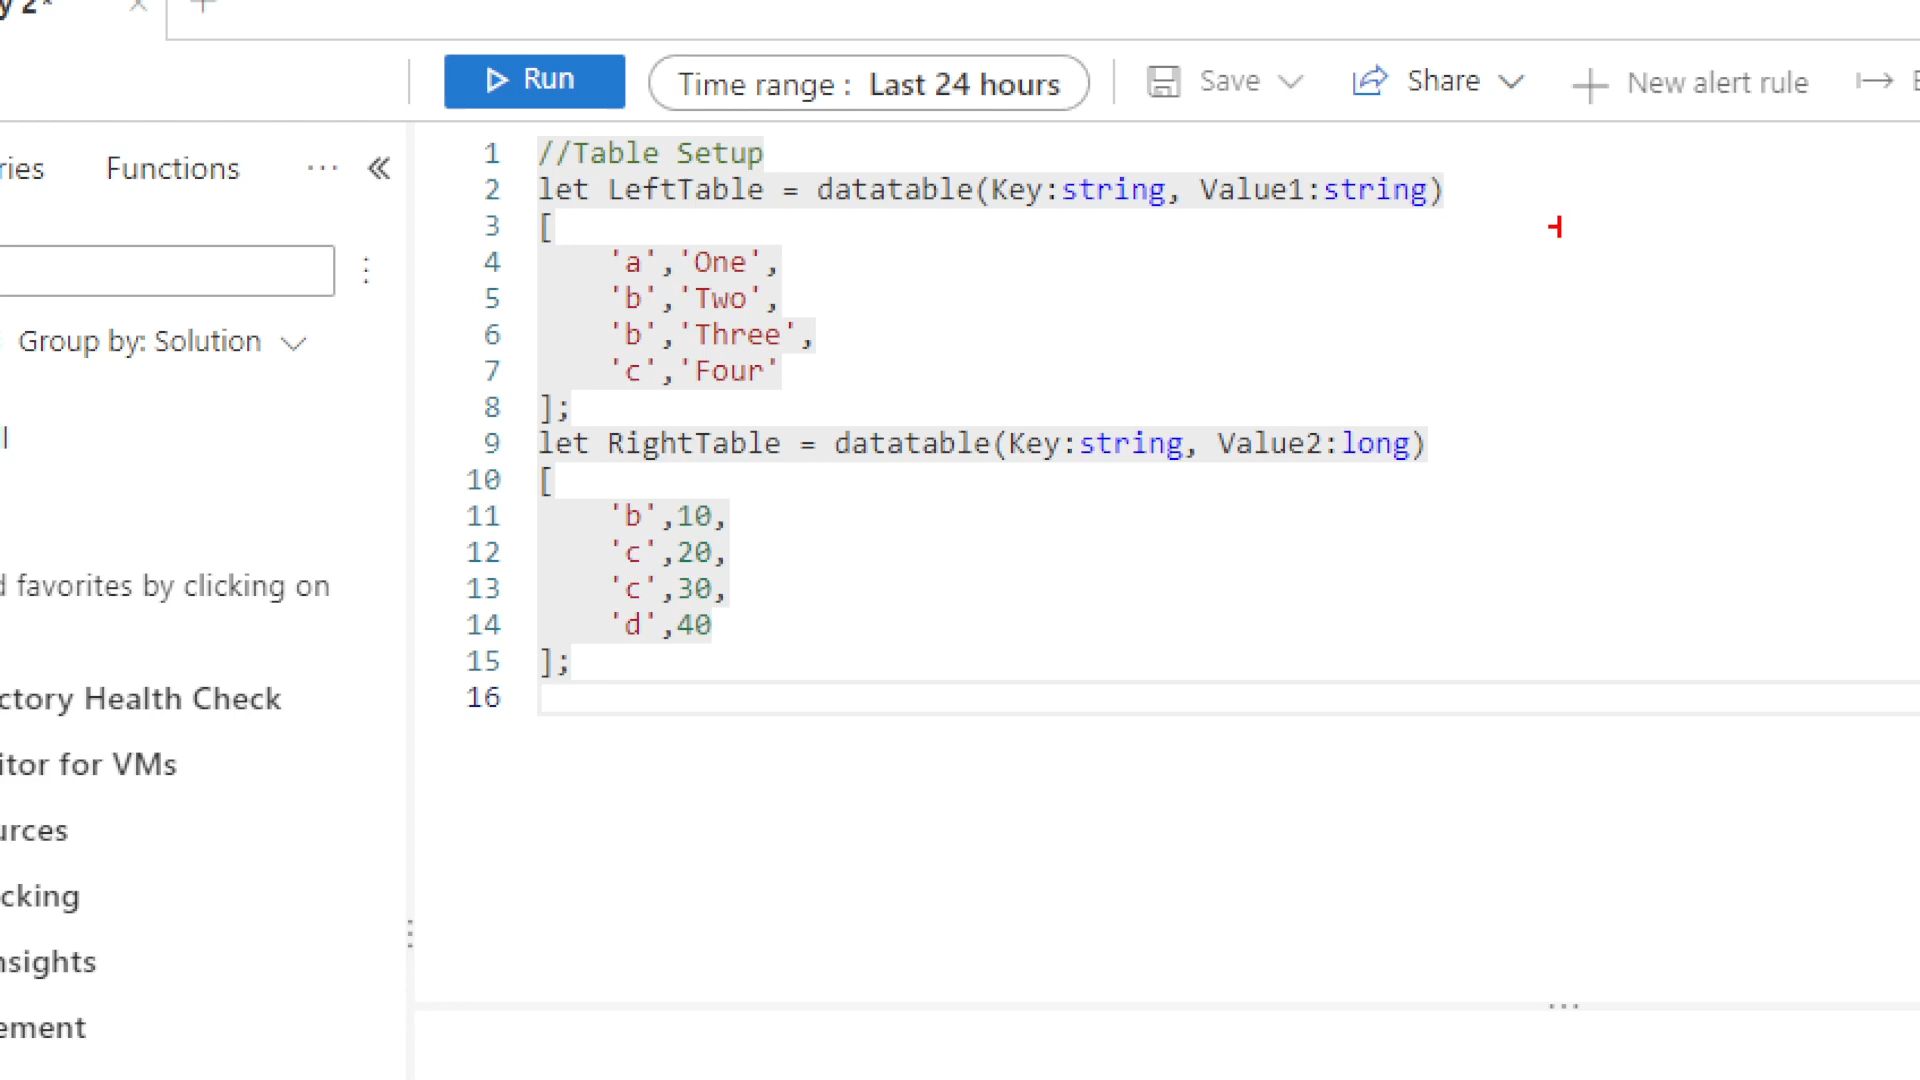 y 2*
Run
Time range : Last 24 hours
Save
Share
New alert rule
ries
Functions
Group by: Solution
1 //Table Setup
2 let LeftTable = datatable(Key:string, Value1:string)
3 [
4 'a','One',
5 'b','Two',
6 'b','Three',
7 'c','Four'
8 ];
9 let RightTable = datatable(Key:string, Value2:long)
10 [
11 'b',10,
12 'c',20,
13 'c',30,
14 'd',40
15 ];
16
l
d favorites by clicking on
ctory Health Check
itor for VMs
urces
cking
nsights
ement